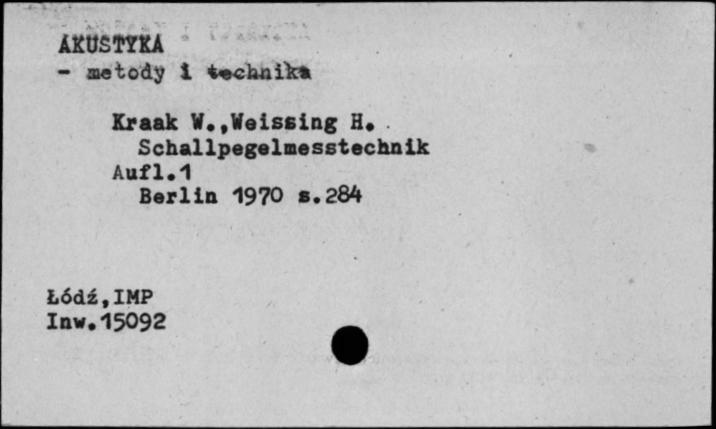 AKUSTYKA
- metody i technika
Kraak W.,Weissing H.
Schallpegelmesstechnik
Aufl.1
Berlin 1970 s.284
Łódź,IMP
Inw.15092